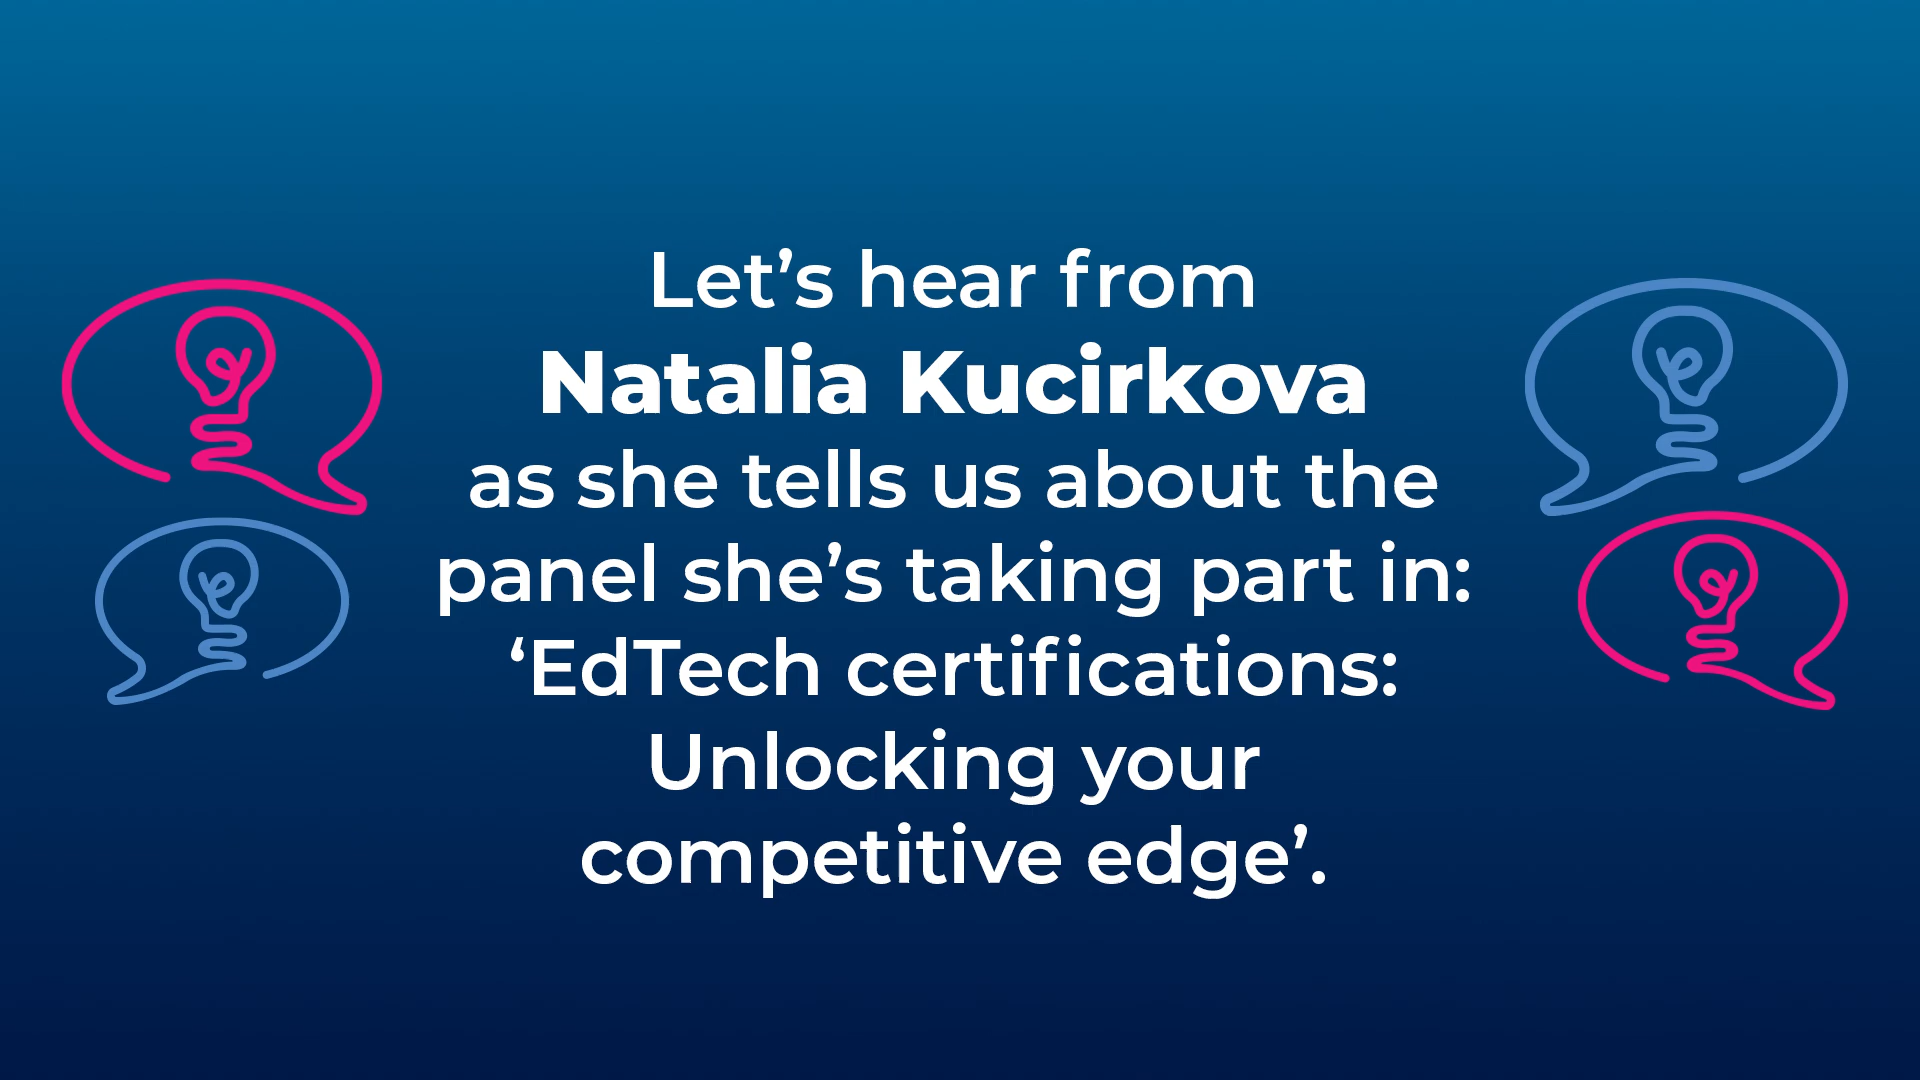 Let’s hear from
Natalia Kucirkova
as she tells us about the
panel she’s taking part in:
‘EdTech certifications:
Unlocking your
competitive edge’.